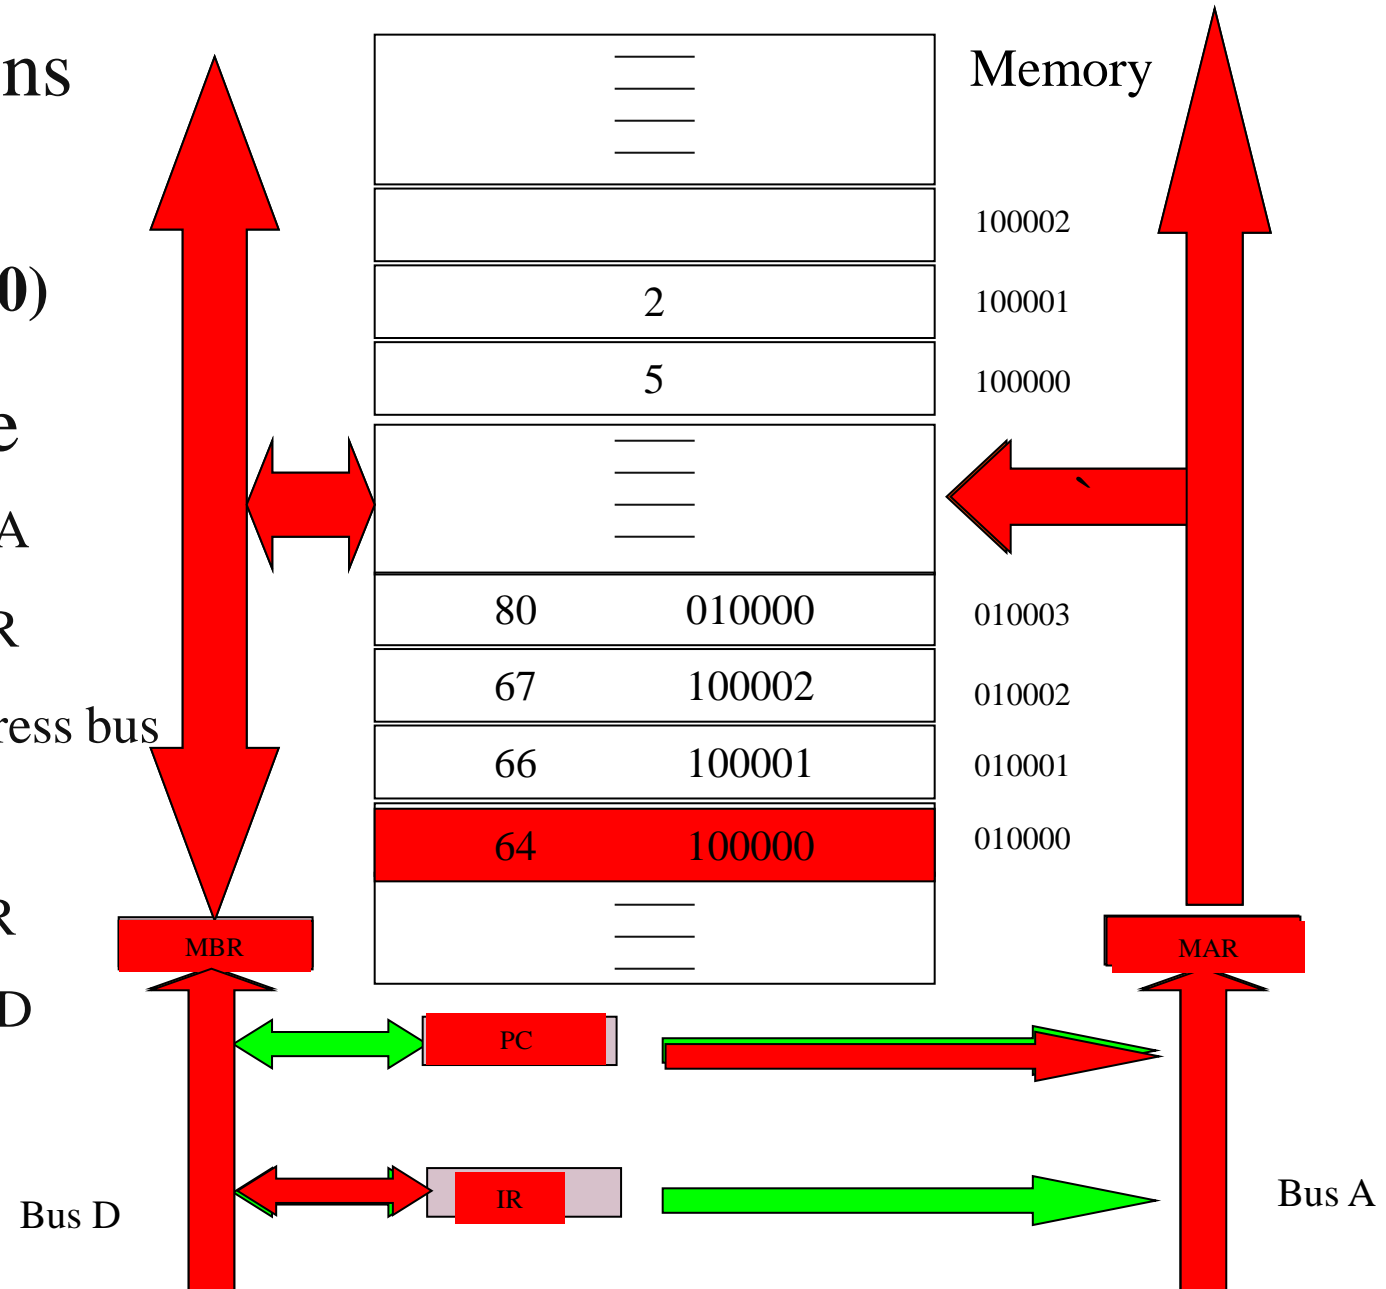 ns
Memory
100002
0)
2 100001
5 100000
e
A
`
80 010000 010003
R
67 100002 010002
ress bus
66 100001 010001
64 100000 010000
R
MBR
MAR
D
PC
IR
Bus D
Bus A